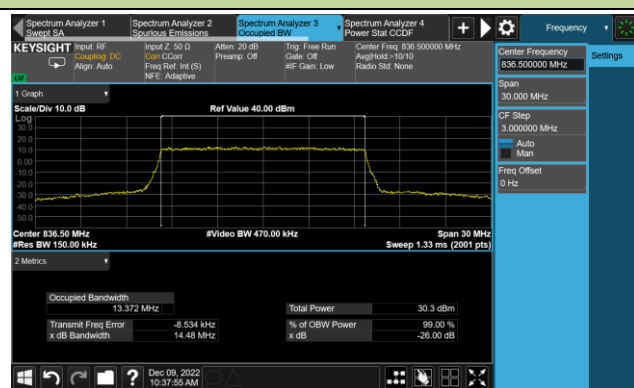 Spectrum Analyzer 1
Swept SA
Spectrum Analyzer 2
Spurious Emissions
Spectrum Analyzer 3
Occupied BW
Spectrum Analyzer 4
Power Stat CCDF
Frequency
KEYSIGHT
LM
Input: RF
Coupling: DC
Align: Auto
Input Z: 50 Ω
Corr CCorr
Freq Ref: Int (S)
NFE: Adaptive
Atten: 20 dB
Preamp: Off
Trig: Free Run
Gate: Off
#IF Gain: Low
Center Freq: 836.500000 MHz
Avg|Hold:>10/10
Radio Std: None
Center Frequency
836.500000 MHz
Settings
Span
30.000 MHz
CF Step
3.000000 MHz
Auto
Man
Freq Offset
0 Hz
1 Graph
Scale/Div 10.0 dB
Ref Value 40.00 dBm
Log
30.0
20.0
10.0
0.00
-10.0
-20.0
-30.0
-40.0
-50.0
Center 836.50 MHz
#Video BW 470.00 kHz
Span 30 MHz
#Res BW 150.00 kHz
Sweep 1.33 ms (2001 pts)
2 Metrics
Occupied Bandwidth
13.372 MHz
Total Power 30.3 dBm
Transmit Freq Error -8.534 kHz
% of OBW Power 99.00 %
x dB Bandwidth 14.48 MHz
x dB -26.00 dB
Dec 09, 2022
10:37:55 AM